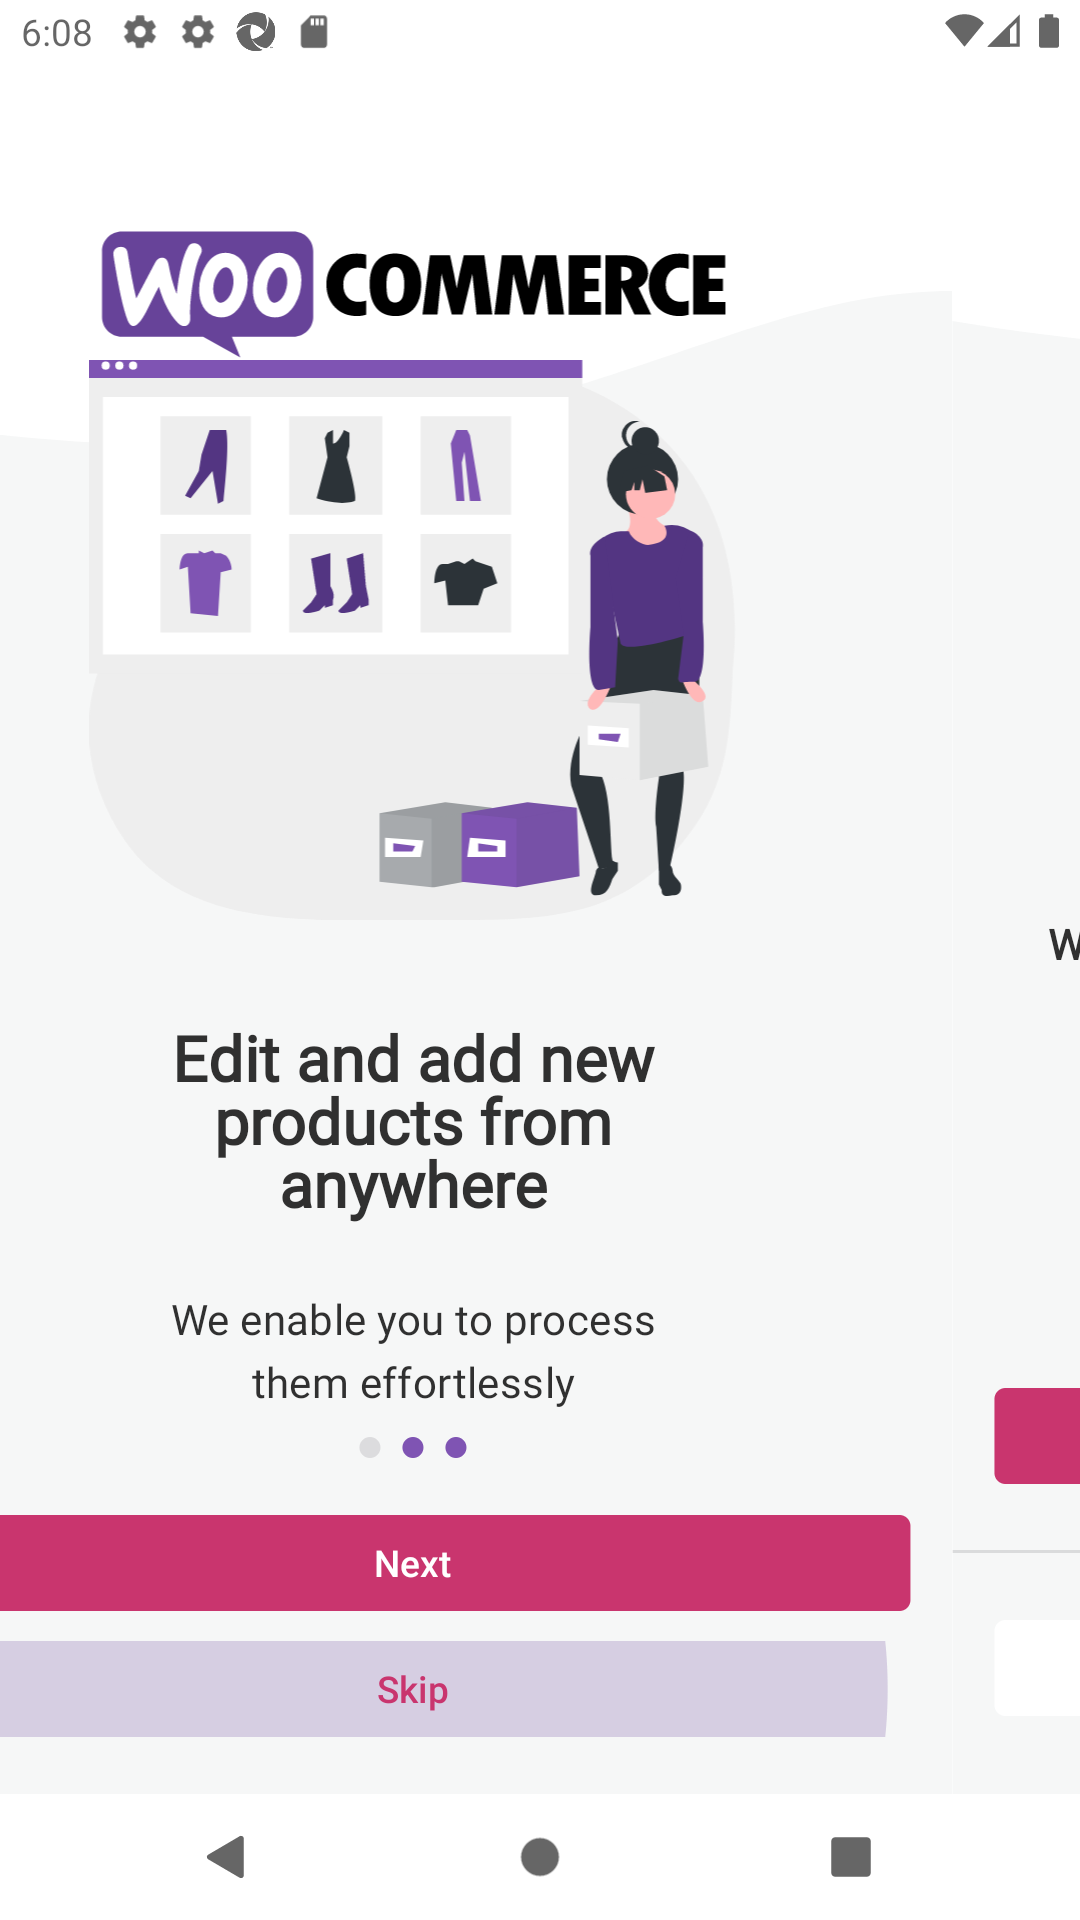 6:08
WOO COMMERCE
Edit and add new
products from
anywhere
We enable you to process
them effortlessly
Next
Skip
W